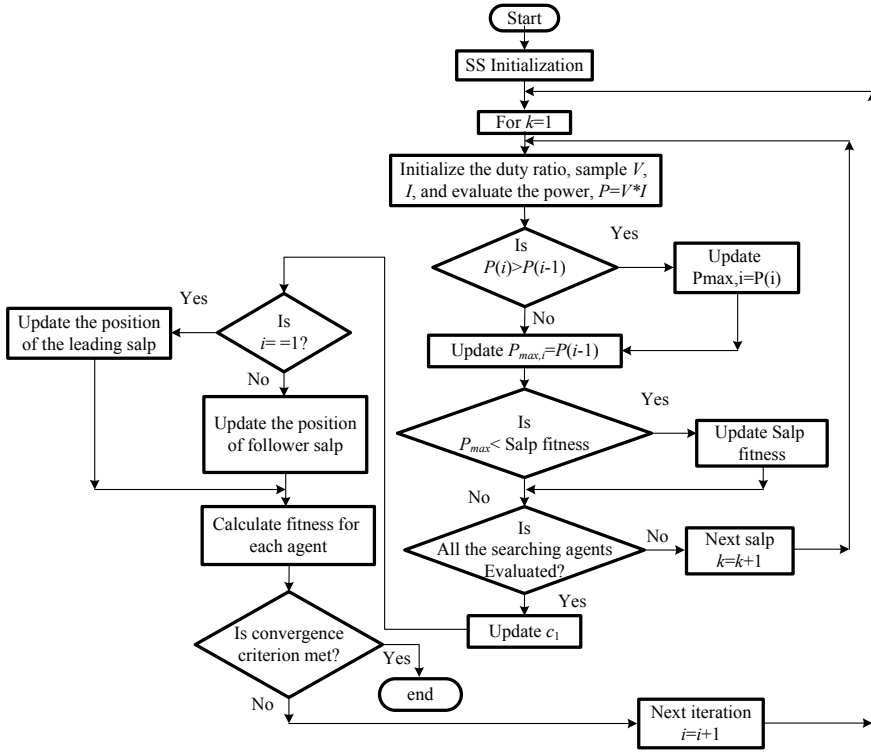 Start
SS Initialization
For k=1
Initialize the duty ratio, sample V,
I, and evaluate the power, P=V*I
Is
P(i)>P(i-1)
Yes
Update
Pmax,i=P(i)
No
Update Pmax,i=P(i-1)
Is
Pmax< Salp fitness
Yes
Update Salp
fitness
No
Is
All the searching agents
Evaluated?
No
Next salp
k=k+1
Yes
Update c1
Is
i= =1?
Yes
Update the position
of the leading salp
No
Update the position
of follower salp
Calculate fitness for
each agent
Is convergence
criterion met?
Yes
end
No
Next iteration
i=i+1